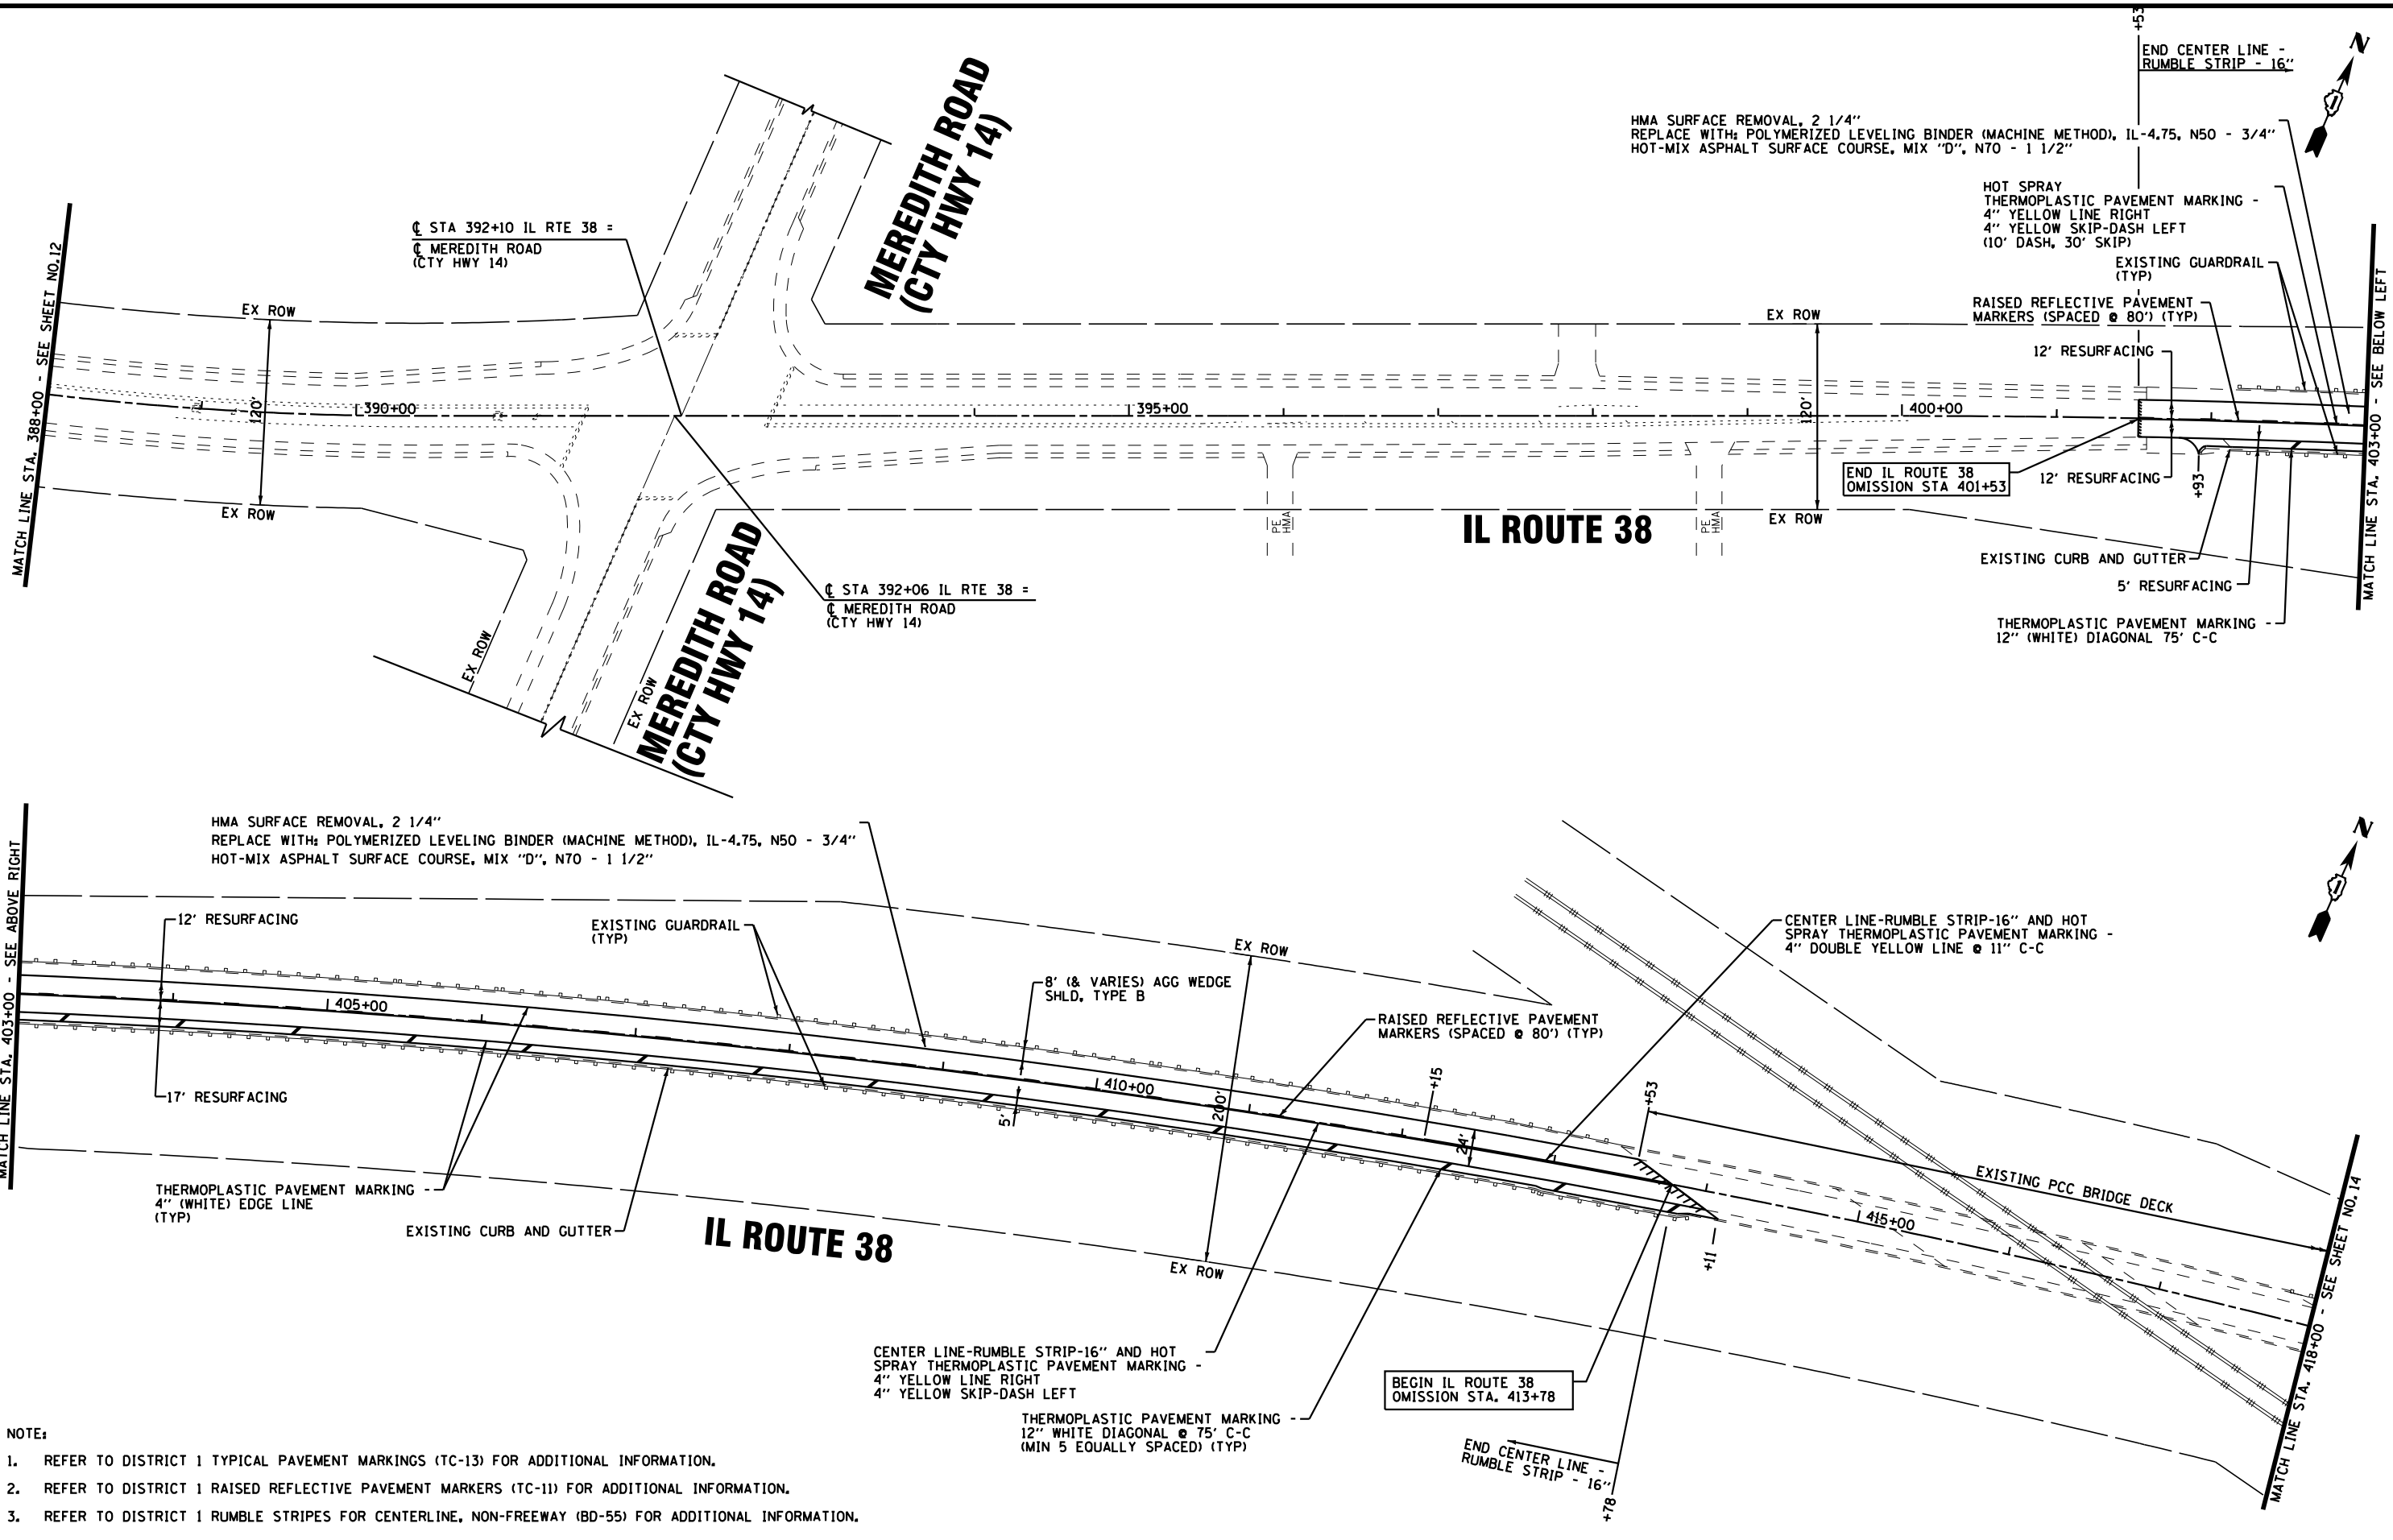 +53
END CENTER LINE -
RUMBLE STRIP - 16"
N
HMA SURFACE REMOVAL, 2 1/4"
REPLACE WITH: POLYMERIZED LEVELING BINDER (MACHINE METHOD), IL-4.75, N50 - 3/4"
HOT-MIX ASPHALT SURFACE COURSE, MIX "D", N70 - 1 1/2"
MEREDITH ROAD
(CTY HWY 14)
HOT SPRAY
THERMOPLASTIC PAVEMENT MARKING -
4" YELLOW LINE RIGHT
4" YELLOW SKIP-DASH LEFT
(10' DASH, 30' SKIP)
℄ STA 392+10 IL RTE 38 =
℄ MEREDITH ROAD
(CTY HWY 14)
EXISTING GUARDRAIL
(TYP)
MATCH LINE STA. 388+00 - SEE SHEET NO.12
EX ROW
EX ROW
RAISED REFLECTIVE PAVEMENT
MARKERS (SPACED @ 80') (TYP)
12' RESURFACING
120'
390+00
395+00
120'
400+00
MATCH LINE STA. 403+00 - SEE BELOW LEFT
END IL ROUTE 38
OMISSION STA 401+53
12' RESURFACING
+93
EX ROW
PE
HMA
IL ROUTE 38
PE
HMA
EX ROW
EXISTING CURB AND GUTTER
5' RESURFACING
℄ STA 392+06 IL RTE 38 =
℄ MEREDITH ROAD
(CTY HWY 14)
THERMOPLASTIC PAVEMENT MARKING -
12" (WHITE) DIAGONAL 75' C-C
EX ROW
EX ROW
MEREDITH ROAD
(CTY HWY 14)
HMA SURFACE REMOVAL, 2 1/4"
REPLACE WITH: POLYMERIZED LEVELING BINDER (MACHINE METHOD), IL-4.75, N50 - 3/4"
HOT-MIX ASPHALT SURFACE COURSE, MIX "D", N70 - 1 1/2"
N
MATCH LINE STA. 403+00 - SEE ABOVE RIGHT
12' RESURFACING
EXISTING GUARDRAIL
(TYP)
EX ROW
CENTER LINE-RUMBLE STRIP-16" AND HOT
SPRAY THERMOPLASTIC PAVEMENT MARKING -
4" DOUBLE YELLOW LINE @ 11" C-C
8' (& VARIES) AGG WEDGE
SHLD, TYPE B
405+00
RAISED REFLECTIVE PAVEMENT
MARKERS (SPACED @ 80') (TYP)
17' RESURFACING
5'
410+00
200'
+15
24'
+53
EXISTING PCC BRIDGE DECK
415+00
THERMOPLASTIC PAVEMENT MARKING -
4" (WHITE) EDGE LINE
(TYP)
EXISTING CURB AND GUTTER
IL ROUTE 38
EX ROW
+11
MATCH LINE STA. 418+00 - SEE SHEET NO.14
CENTER LINE-RUMBLE STRIP-16" AND HOT
SPRAY THERMOPLASTIC PAVEMENT MARKING -
4" YELLOW LINE RIGHT
4" YELLOW SKIP-DASH LEFT
BEGIN IL ROUTE 38
OMISSION STA. 413+78
THERMOPLASTIC PAVEMENT MARKING -
12" WHITE DIAGONAL @ 75' C-C
(MIN 5 EQUALLY SPACED) (TYP)
END CENTER LINE -
RUMBLE STRIP - 16"
+78
NOTE:
1. REFER TO DISTRICT 1 TYPICAL PAVEMENT MARKINGS (TC-13) FOR ADDITIONAL INFORMATION.
2. REFER TO DISTRICT 1 RAISED REFLECTIVE PAVEMENT MARKERS (TC-11) FOR ADDITIONAL INFORMATION.
3. REFER TO DISTRICT 1 RUMBLE STRIPES FOR CENTERLINE, NON-FREEWAY (BD-55) FOR ADDITIONAL INFORMATION.